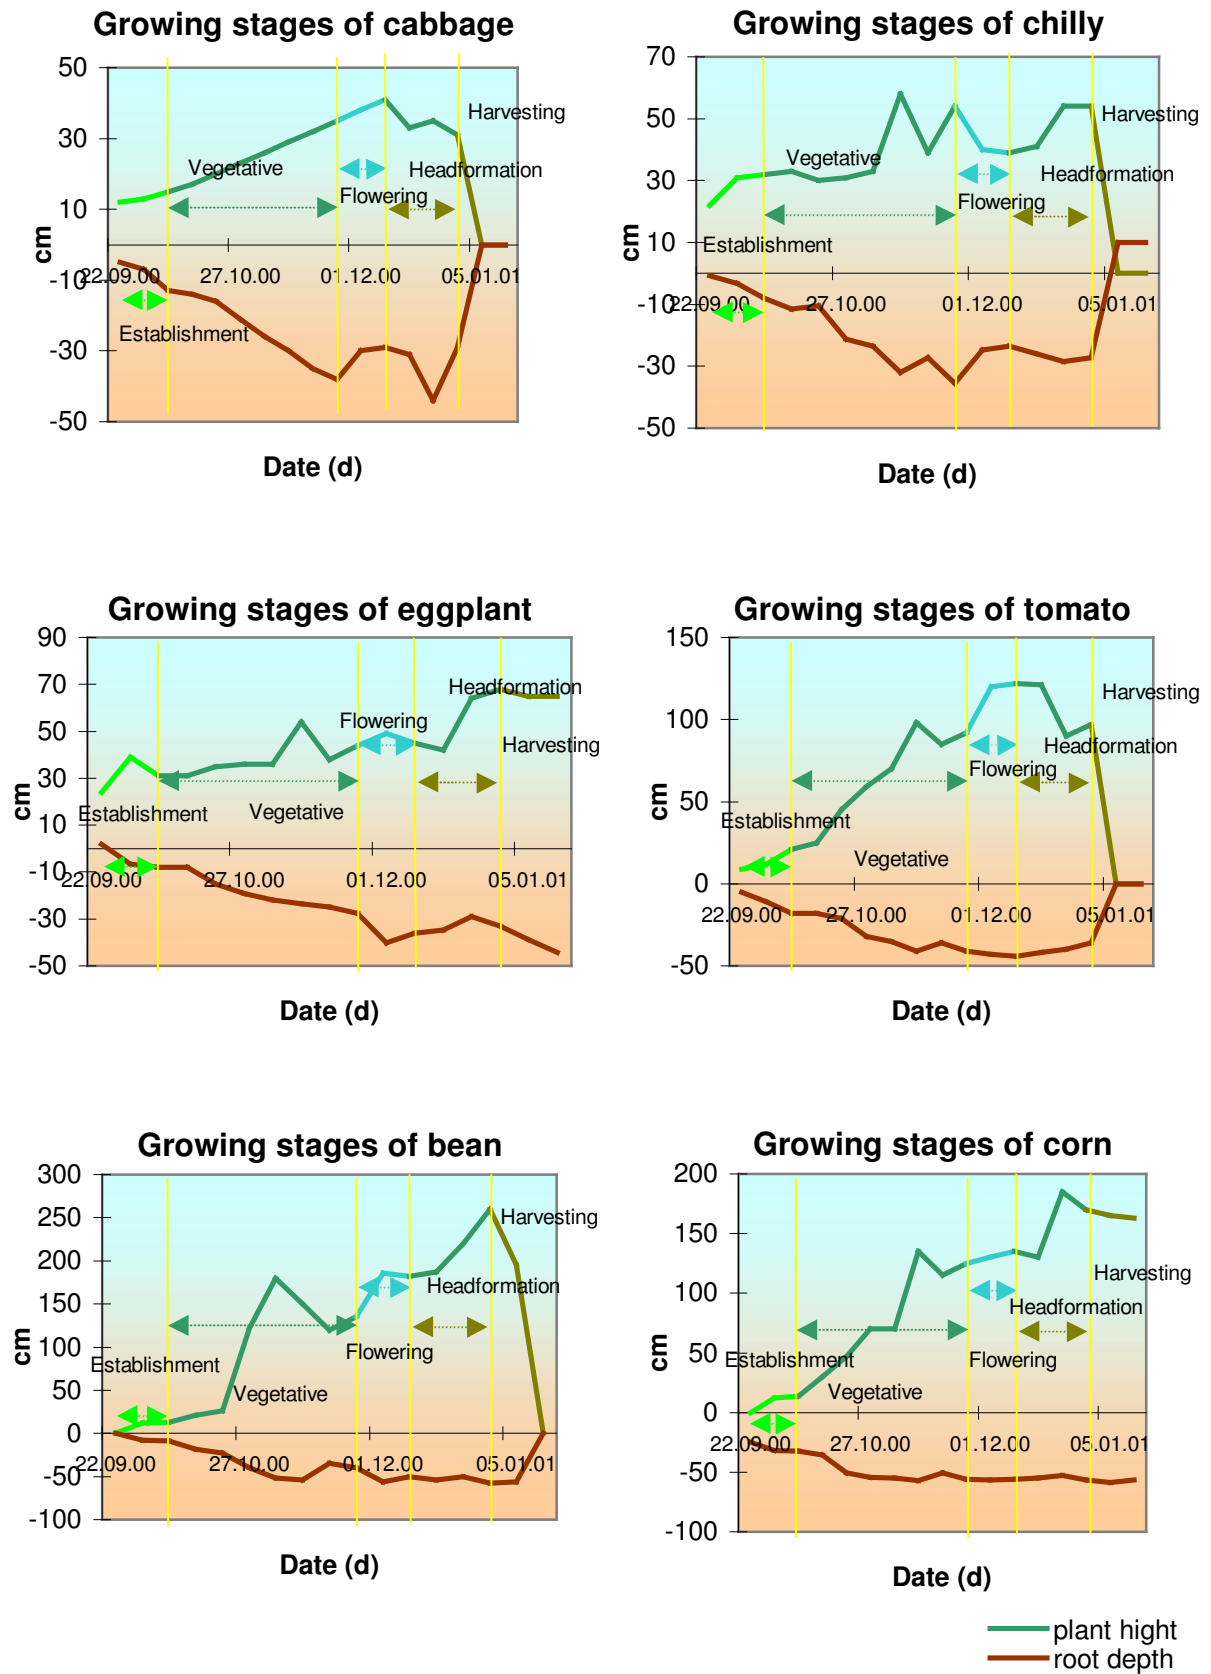 Growing stages of cabbage
50
30
10
-10
-30
-50
cm
Harvesting
Vegetative
Headformation
Flowering
22.09.00 27.10.00 01.12.00 05.01.01
Establishment
Date (d)
Growing stages of chilly
70
50
30
10
-10
-30
-50
cm
Harvesting
Vegetative
Headformation
Flowering
Establishment
22.09.00 27.10.00 01.12.00 05.01.01
Date (d)
Growing stages of eggplant
90
70
50
30
10
-10
-30
-50
cm
Headformation
Flowering
Harvesting
Establishment Vegetative
22.09.00 27.10.00 01.12.00 05.01.01
Date (d)
Growing stages of tomato
150
100
50
0
-50
cm
Harvesting
Headformation
Flowering
Establishment
Vegetative
22.09.00 27.10.00 01.12.00 05.01.01
Date (d)
Growing stages of bean
300
250
200
150
100
50
0
-50
-100
cm
Harvesting
Headformation
Flowering
Establishment
Vegetative
22.09.00 27.10.00 01.12.00 05.01.01
Date (d)
Growing stages of corn
200
150
100
50
0
-50
-100
cm
Harvesting
Headformation
Establishment Flowering
Vegetative
22.09.00 27.10.00 01.12.00 05.01.01
Date (d)
plant hight
root depth